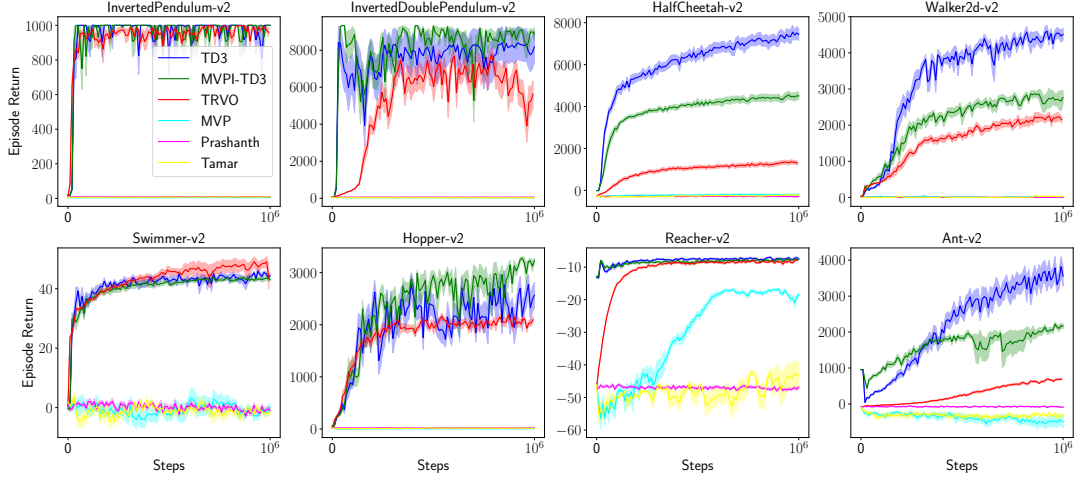 InvertedPendulum-v2
InvertedDoublePendulum-v2
HalfCheetah-v2
Walker2d-v2
Episode Return
1000
800
600
400
200
0
TD3
MVPI-TD3
TRVO
MVP
Prashanth
Tamar
0
10^6
8000
6000
4000
2000
0
0
10^6
8000
6000
4000
2000
0
0
10^6
5000
4000
3000
2000
1000
0
0
10^6
Swimmer-v2
Hopper-v2
Reacher-v2
Ant-v2
Episode Return
40
20
0
0
10^6
Steps
3000
2000
1000
0
0
10^6
Steps
−10
−20
−30
−40
−50
−60
0
10^6
Steps
4000
3000
2000
1000
0
0
10^6
Steps